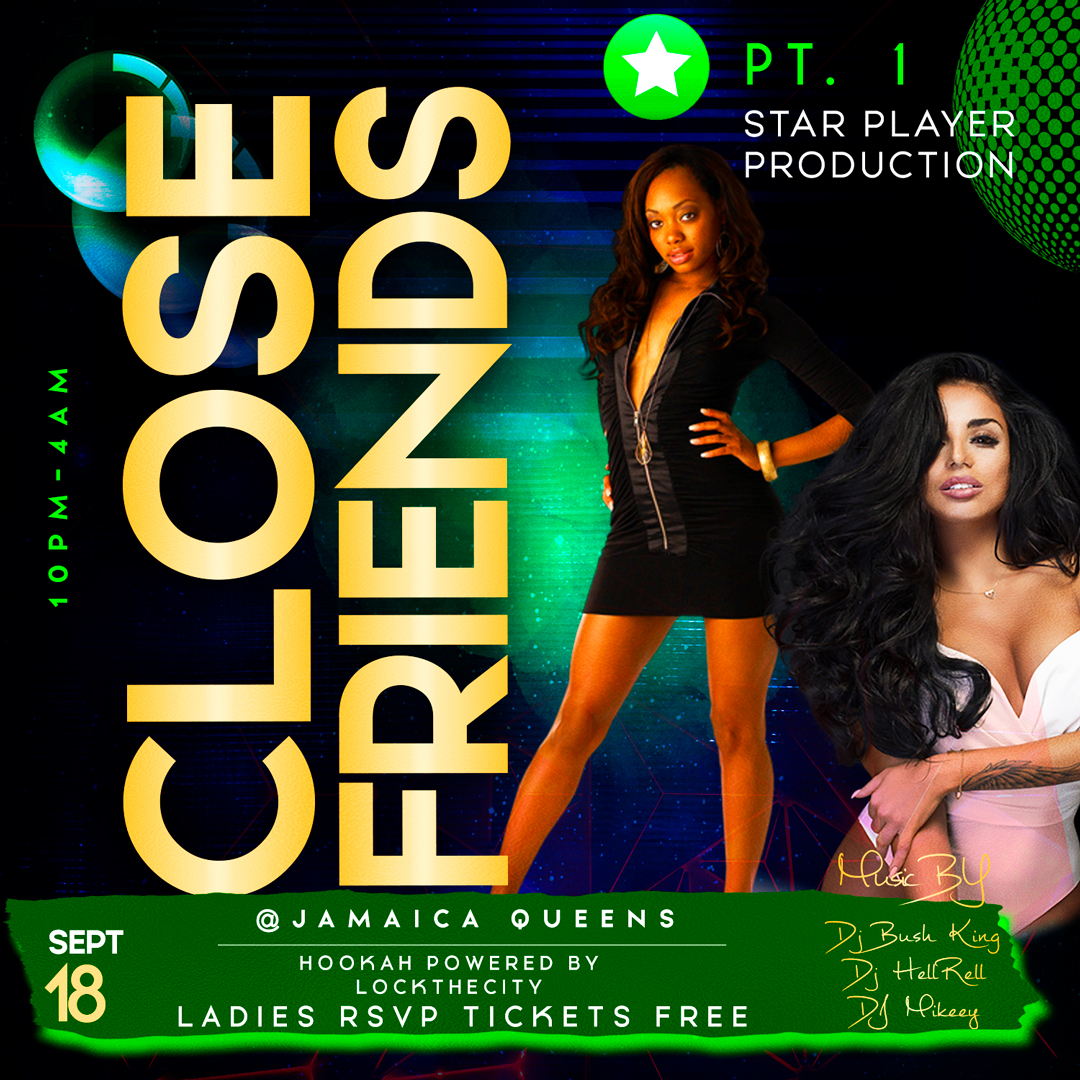 PT. 1
STAR PLAYER
PRODUCTION
CLOSE
FRIENDS
10PM-4AM
Music BY
Dj Bush King
Dj HellRell
DJ Mikeey
@JAMAICA QUEENS
SEPT
18
HOOKAH POWERED BY
LOCKTHECITY
LADIES RSVP TICKETS FREE